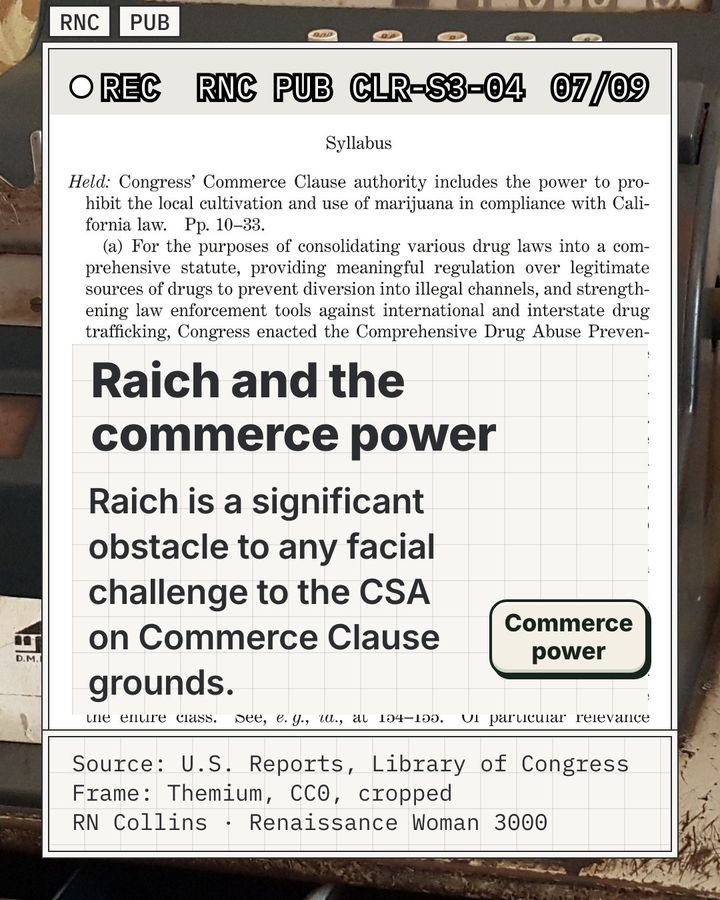 RNC PUB
REC RNC PUB CLR-S3-04 07/09
Syllabus
Held: Congress’ Commerce Clause authority includes the power to pro-
hibit the local cultivation and use of marijuana in compliance with Cali-
fornia law. Pp. 10–33.
(a) For the purposes of consolidating various drug laws into a com-
prehensive statute, providing meaningful regulation over legitimate
sources of drugs to prevent diversion into illegal channels, and strength-
ening law enforcement tools against international and interstate drug
trafficking, Congress enacted the Comprehensive Drug Abuse Preven-
Raich and the
commerce power
Raich is a significant
obstacle to any facial
challenge to the CSA
on Commerce Clause
grounds.
Commerce
power
the entire class. See, e. g., id., at 154–155. Of particular relevance
Source: U.S. Reports, Library of Congress
Frame: Themium, CC0, cropped
RN Collins · Renaissance Woman 3000
D.M.